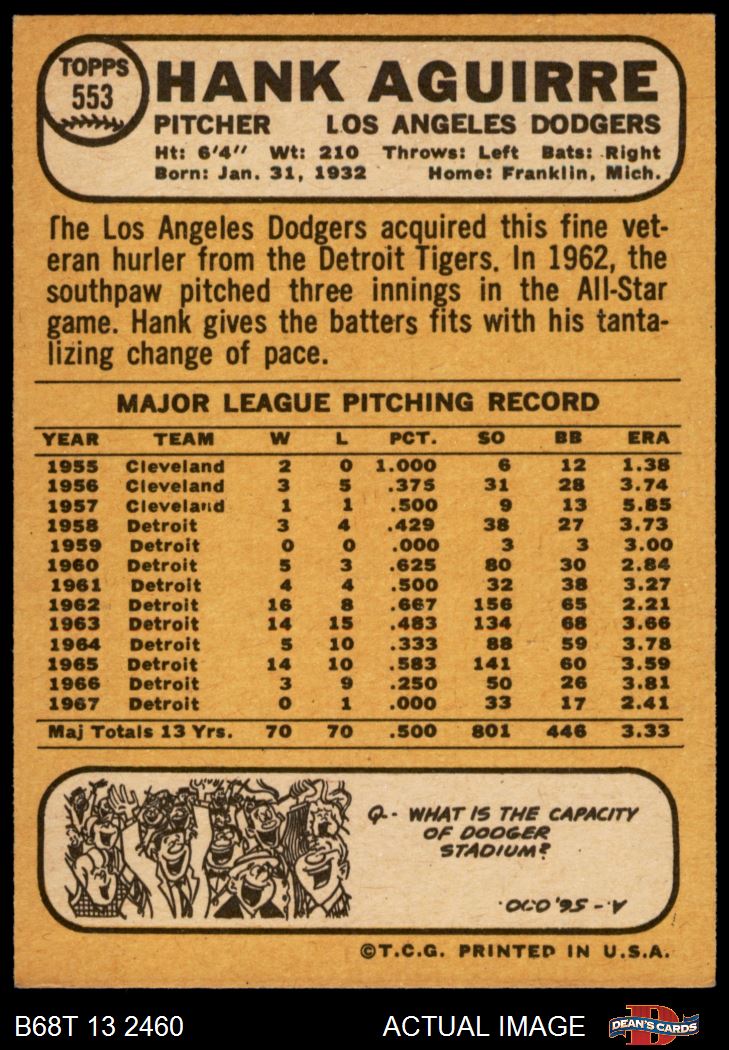 TOPPS
553
HANK AGUIRRE
PITCHER LOS ANGELES DODGERS
Ht: 6'4" Wt: 210 Throws: Left Bats: Right
Born: Jan. 31, 1932 Home: Franklin, Mich.
The Los Angeles Dodgers acquired this fine vet-
eran hurler from the Detroit Tigers. In 1962, the
southpaw pitched three innings in the All-Star
game. Hank gives the batters fits with his tanta-
lizing change of pace.
MAJOR LEAGUE PITCHING RECORD
YEAR TEAM W L PCT. SO BB ERA
1955 Cleveland 2 0 1.000 6 12 1.38
1956 Cleveland 3 5 .375 31 28 3.74
1957 Cleveland 1 1 .500 9 13 5.85
1958 Detroit 3 4 .429 38 27 3.73
1959 Detroit 0 0 .000 3 3 3.00
1960 Detroit 5 3 .625 80 30 2.84
1961 Detroit 4 4 .500 32 38 3.27
1962 Detroit 16 8 .667 156 65 2.21
1963 Detroit 14 15 .483 134 68 3.66
1964 Detroit 5 10 .333 88 59 3.78
1965 Detroit 14 10 .583 141 60 3.59
1966 Detroit 3 9 .250 50 26 3.81
1967 Detroit 0 1 .000 33 17 2.41
Maj Totals 13 Yrs. 70 70 .500 801 446 3.33
Q-- WHAT IS THE CAPACITY
OF DODGER
STADIUM?
A - 56,000.
©T.C.G. PRINTED IN U.S.A.
B68T 13 2460 ACTUAL IMAGE DEAN'S CARDS